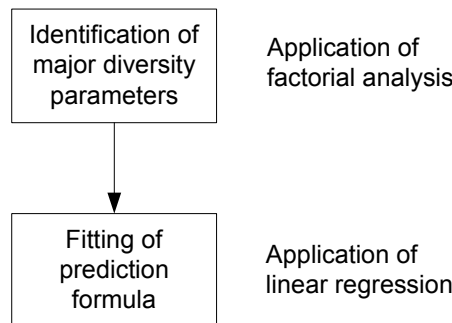 Identification of
major diversity
parameters
Application of
factorial analysis
Fitting of
prediction
formula
Application of
linear regression